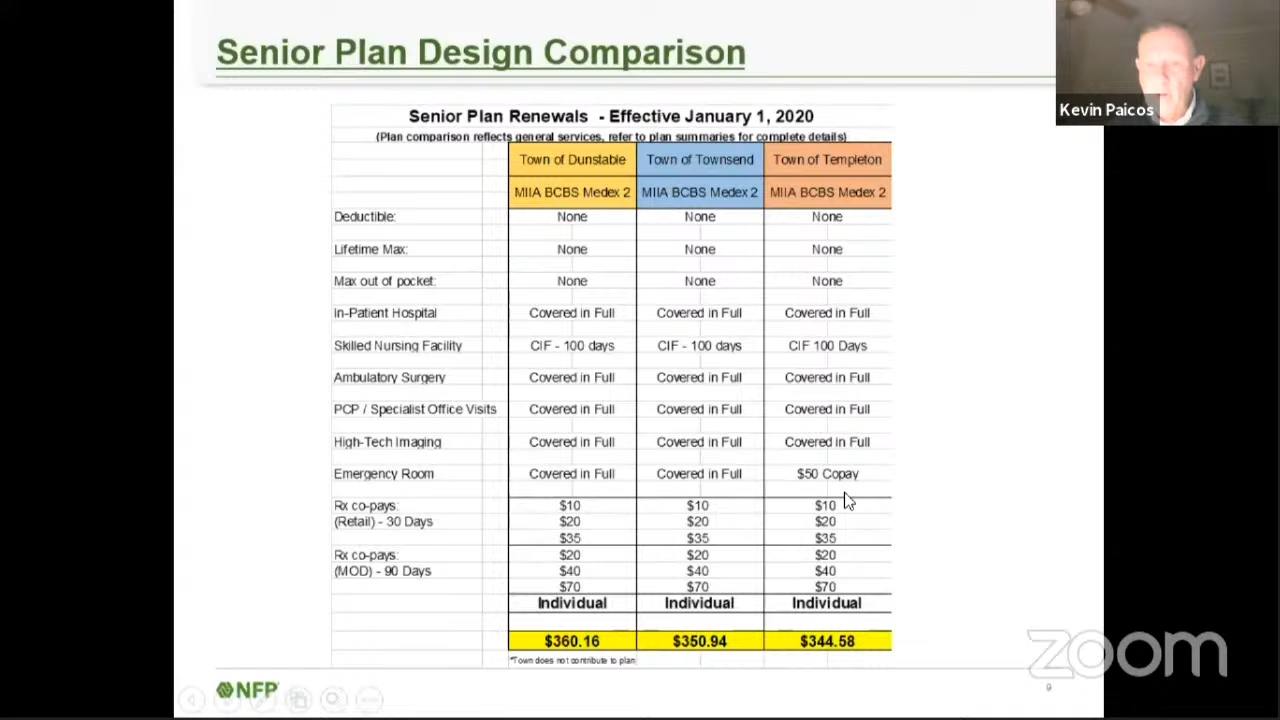 Senior Plan Design Comparison
Kevin Paicos
Senior Plan Renewals - Effective January 1, 2020
(Plan comparison reflects general services, refer to plan summaries for complete details)
Town of Dunstable Town of Townsend Town of Templeton
MIIA BCBS Medex 2 MIIA BCBS Medex 2 MIIA BCBS Medex 2
Deductible: None None None
Lifetime Max: None None None
Max out of pocket: None None None
In-Patient Hospital Covered in Full Covered in Full Covered in Full
Skilled Nursing Facility CIF - 100 days CIF - 100 days CIF 100 Days
Ambulatory Surgery Covered in Full Covered in Full Covered in Full
PCP / Specialist Office Visits Covered in Full Covered in Full Covered in Full
High-Tech Imaging Covered in Full Covered in Full Covered in Full
Emergency Room Covered in Full Covered in Full $50 Copay
Rx co-pays: $10 $10 $10
(Retail) - 30 Days $20 $20 $20
$35 $35 $35
Rx co-pays: $20 $20 $20
(MOD) - 90 Days $40 $40 $40
$70 $70 $70
Individual Individual Individual
$360.16 $350.94 $344.58
*Town does not contribute to plan
NFP
9
zoom